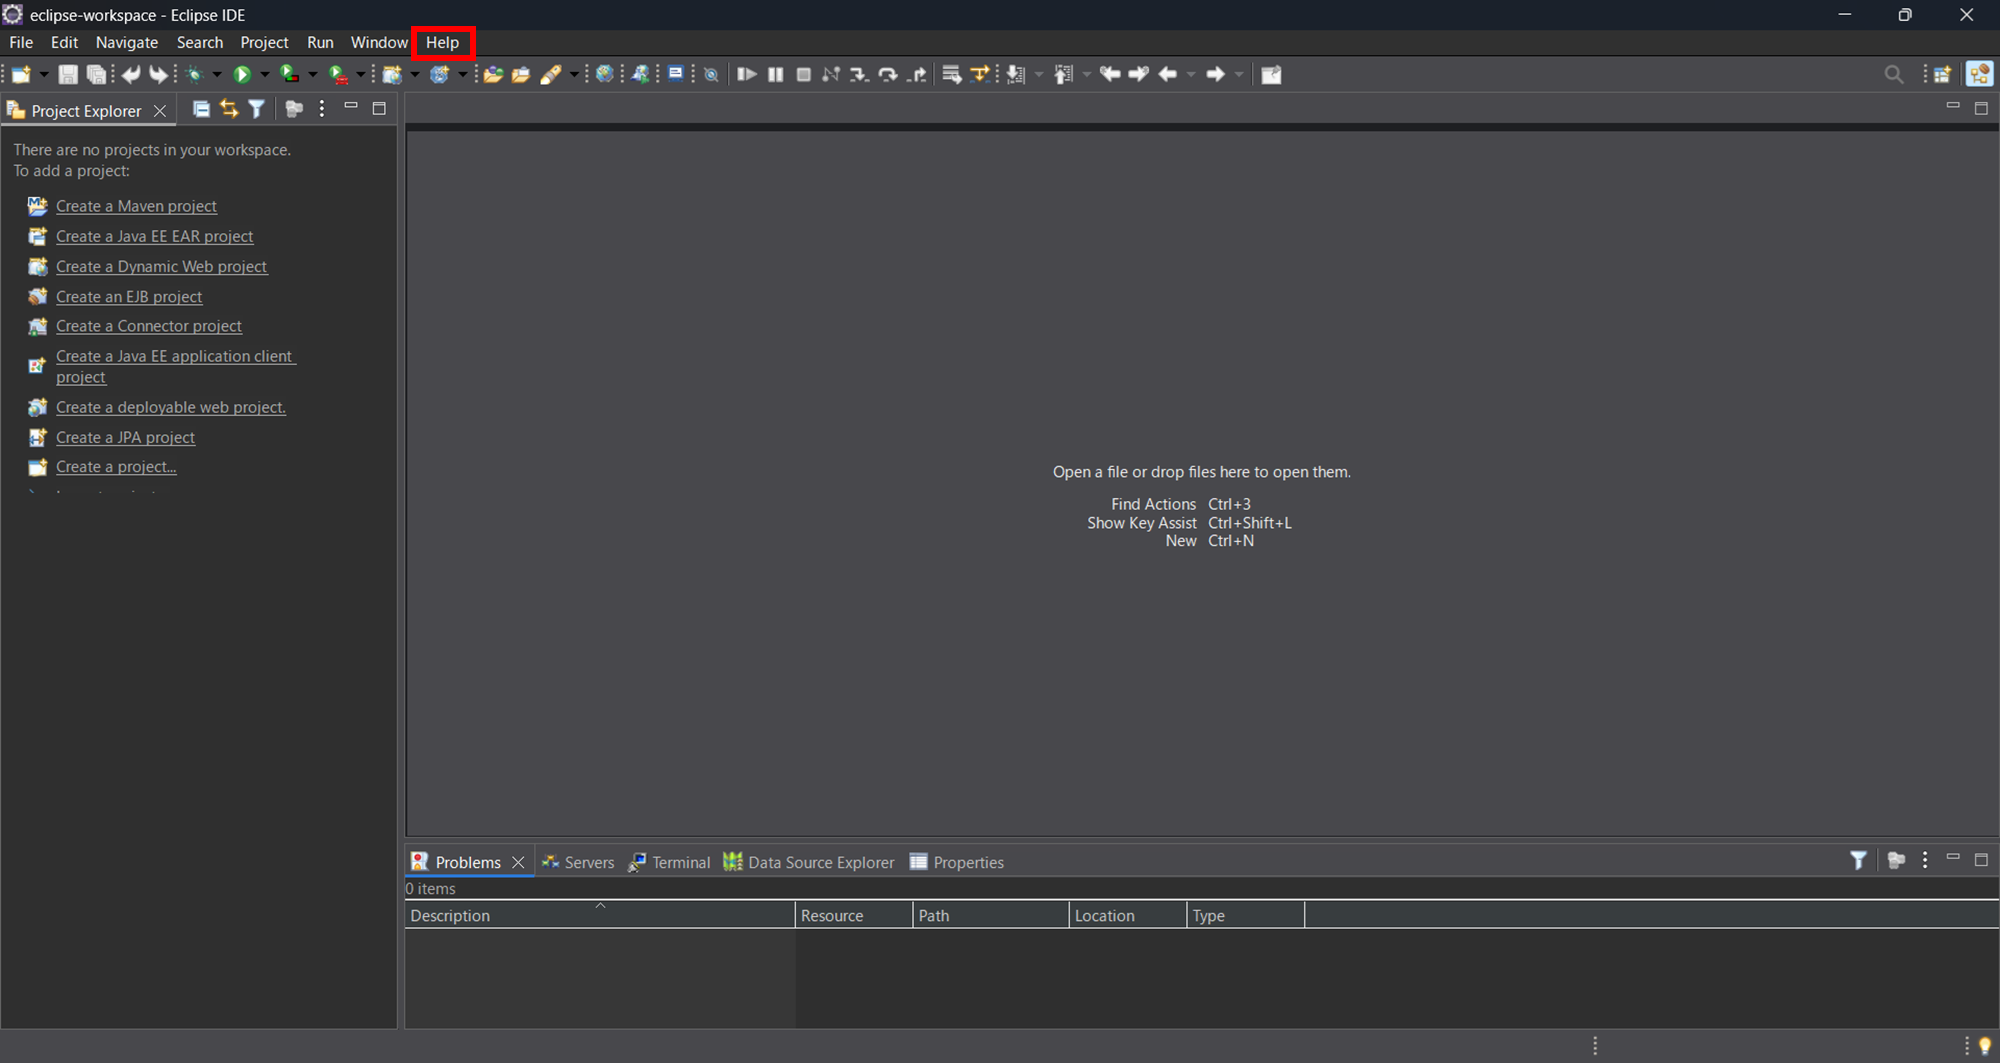 eclipse-workspace - Eclipse IDE
File Edit Navigate Search Project Run Window Help
Project Explorer
There are no projects in your workspace.
To add a project:
Create a Maven project
Create a Java EE EAR project
Create a Dynamic Web project
Create an EJB project
Create a Connector project
Create a Java EE application client
project
Create a deployable web project.
Create a JPA project
Create a project...
Open a file or drop files here to open them.
Find Actions Ctrl+3
Show Key Assist Ctrl+Shift+L
New Ctrl+N
Problems Servers Terminal Data Source Explorer Properties
0 items
Description Resource Path Location Type